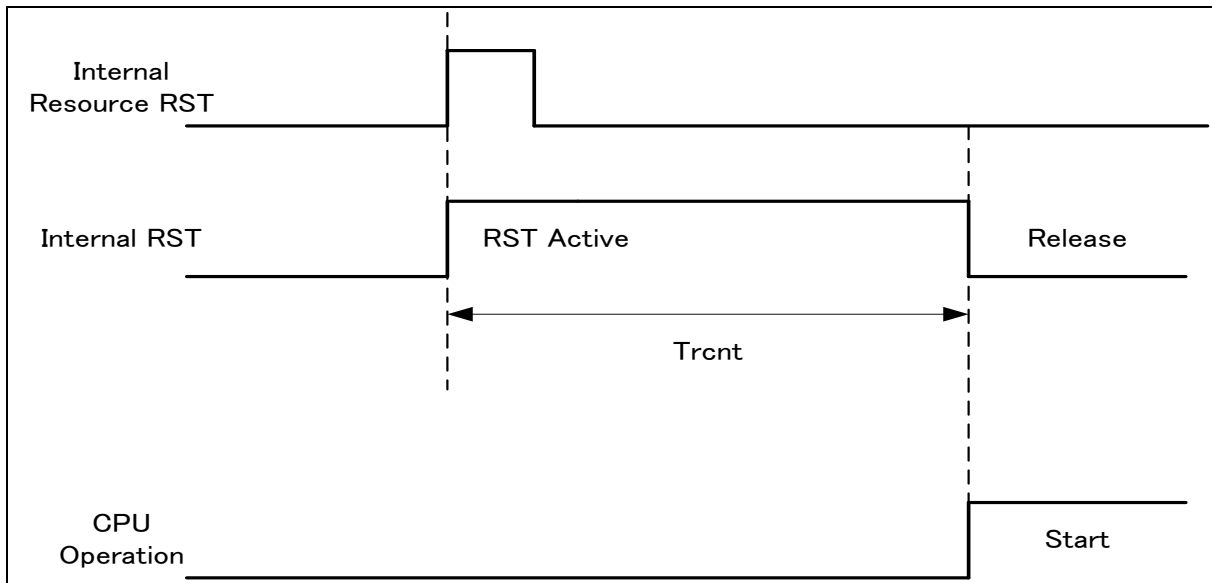 Internal
Resource RST
Internal RST
RST Active
Release
Trcnt
CPU
Operation
Start